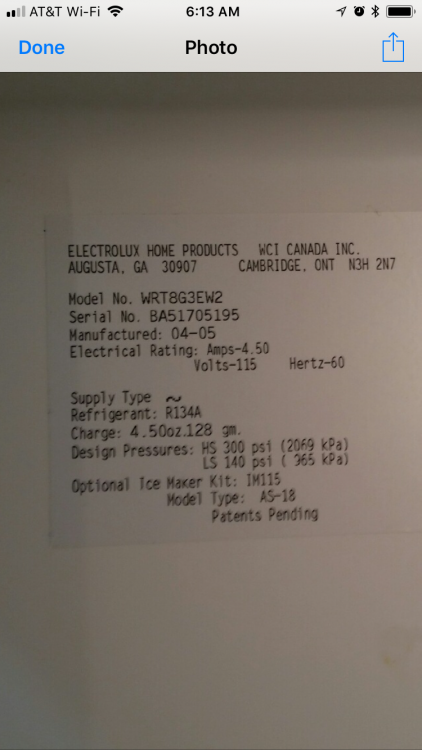 AT&T Wi-Fi 6:13 AM
Done Photo
ELECTROLUX HOME PRODUCTS WCI CANADA INC.
AUGUSTA, GA 30907 CAMBRIDGE, ONT N3H 2N7
Model No. WRT8G3EW2
Serial No. BA51705195
Manufactured: 04-05
Electrical Rating: Amps-4.50
Volts-115 Hertz-60
Supply Type ~
Refrigerant: R134A
Charge: 4.50oz.128 gm.
Design Pressures: HS 300 psi (2069 kPa)
LS 140 psi ( 965 kPa)
Optional Ice Maker Kit: IM115
Model Type: AS-18
Patents Pending